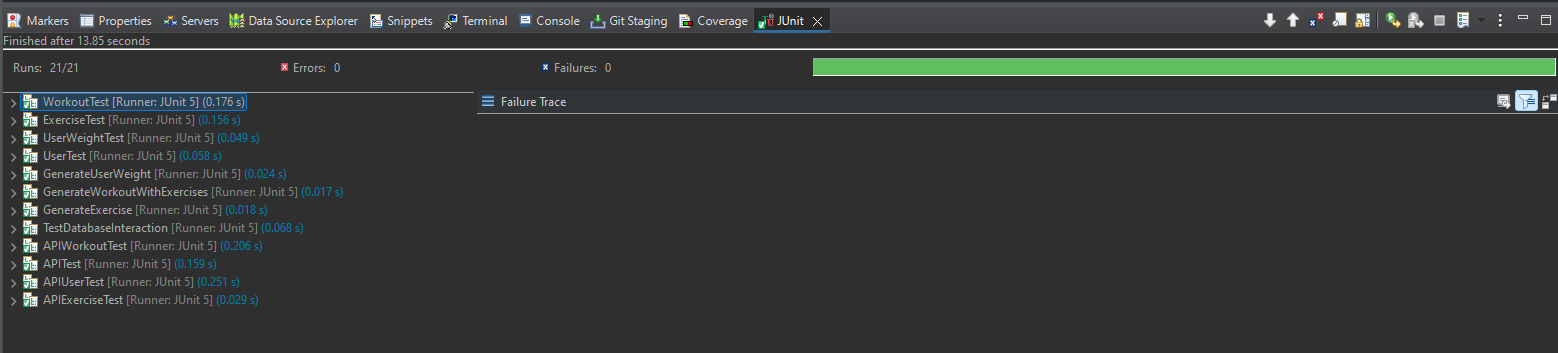 Markers Properties Servers Data Source Explorer Snippets Terminal Console Git Staging Coverage JUnit
Finished after 13.85 seconds
Runs: 21/21 Errors: 0 Failures: 0
WorkoutTest [Runner: JUnit 5] (0.176 s) Failure Trace
ExerciseTest [Runner: JUnit 5] (0.156 s)
UserWeightTest [Runner: JUnit 5] (0.049 s)
UserTest [Runner: JUnit 5] (0.058 s)
GenerateUserWeight [Runner: JUnit 5] (0.024 s)
GenerateWorkoutWithExercises [Runner: JUnit 5] (0.017 s)
GenerateExercise [Runner: JUnit 5] (0.018 s)
TestDatabaseInteraction [Runner: JUnit 5] (0.068 s)
APIWorkoutTest [Runner: JUnit 5] (0.206 s)
APITest [Runner: JUnit 5] (0.159 s)
APIUserTest [Runner: JUnit 5] (0.251 s)
APIExerciseTest [Runner: JUnit 5] (0.029 s)